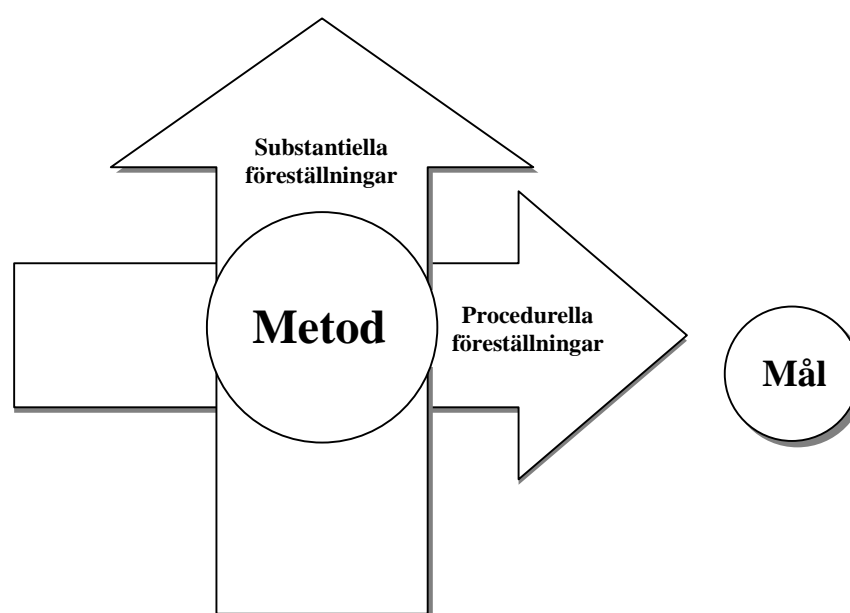 Substantiella
föreställningar
Metod
Procedurella
föreställningar
Mål